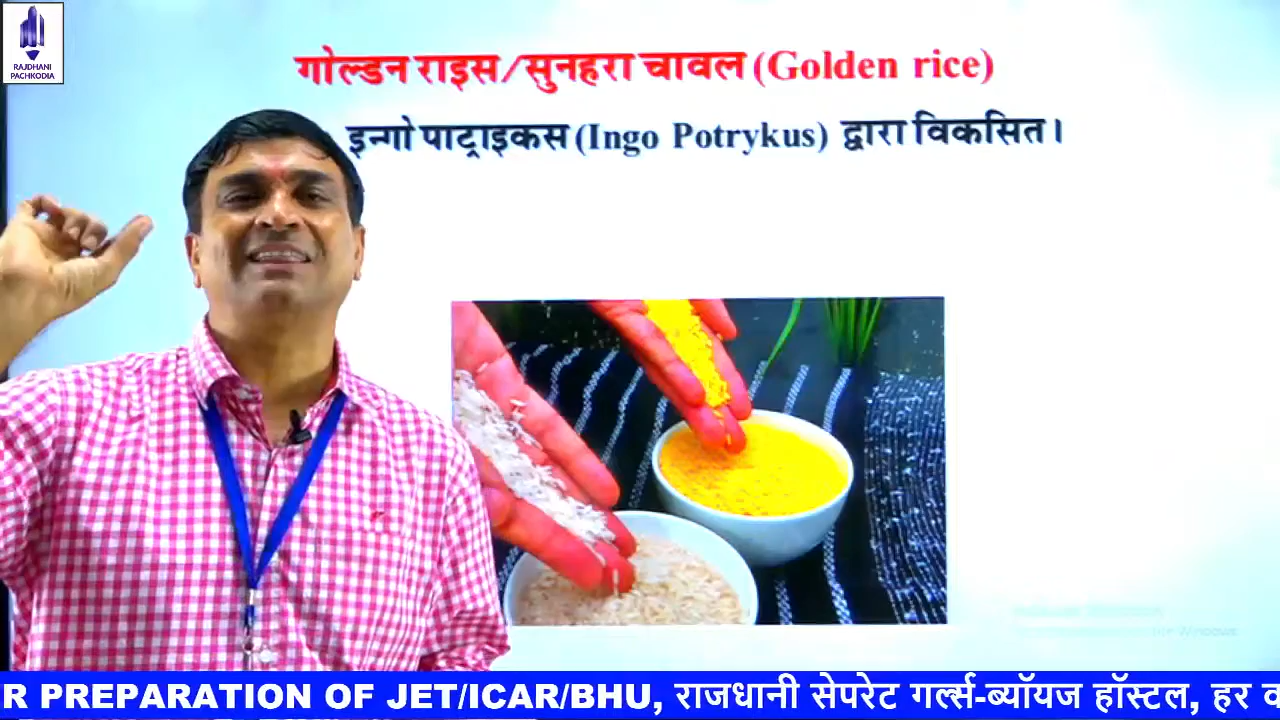 RAJDHANI
PACHKODIA
गोल्डन राइस/सुनहरा चावल (Golden rice)
इन्गो पाट्राइकस (Ingo Potrykus) द्वारा विकसित।
R PREPARATION OF JET/ICAR/BHU, राजधानी सेपरेट गर्ल्स-ब्यॉयज हॉस्टल, हर व